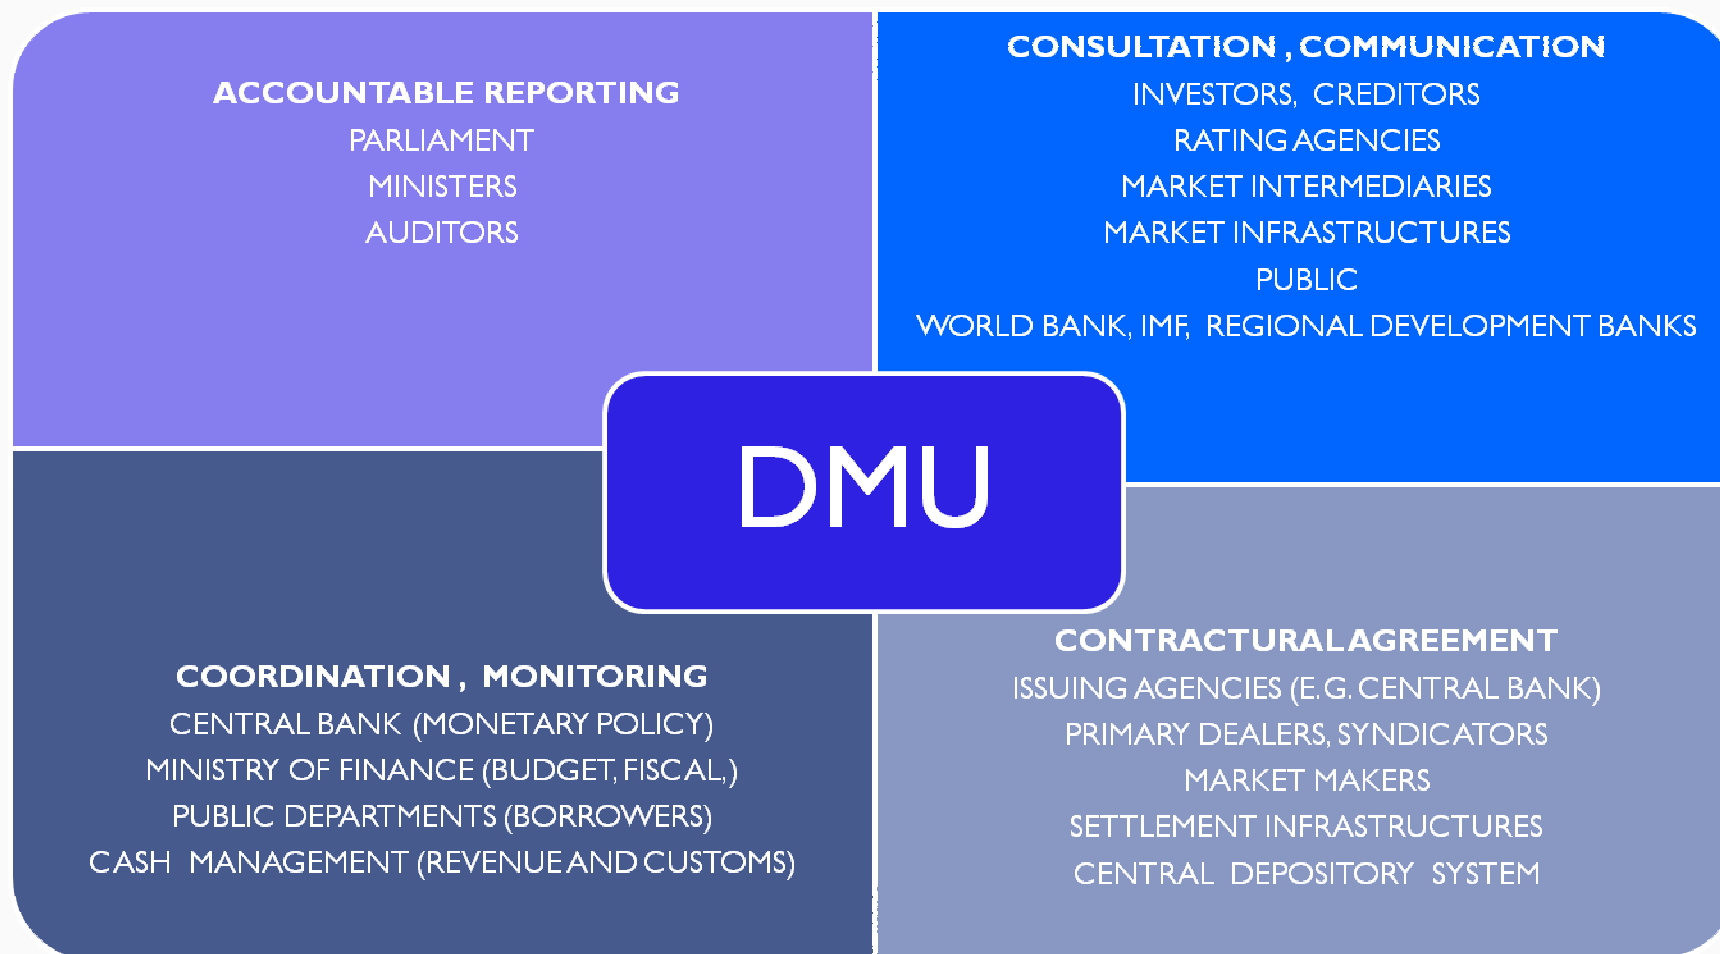 ACCOUNTABLE REPORTING
PARLIAMENT
MINISTERS
AUDITORS
CONSULTATION , COMMUNICATION
INVESTORS, CREDITORS
RATING AGENCIES
MARKET INTERMEDIARIES
MARKET INFRASTRUCTURES
PUBLIC
WORLD BANK, IMF, REGIONAL DEVELOPMENT BANKS
DMU
COORDINATION , MONITORING
CENTRAL BANK (MONETARY POLICY)
MINISTRY OF FINANCE (BUDGET, FISCAL,)
PUBLIC DEPARTMENTS (BORROWERS)
CASH MANAGEMENT (REVENUE AND CUSTOMS)
CONTRACTURAL AGREEMENT
ISSUING AGENCIES (E.G. CENTRAL BANK)
PRIMARY DEALERS, SYNDICATORS
MARKET MAKERS
SETTLEMENT INFRASTRUCTURES
CENTRAL DEPOSITORY SYSTEM